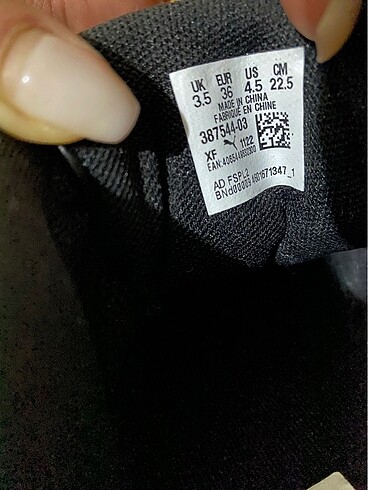 UK EUR US CM
3.5 36 4.5 22.5
MADE IN CHINA
FABRIQUÉ EN CHINE
387544-03
XF 1122
AD FSPL2